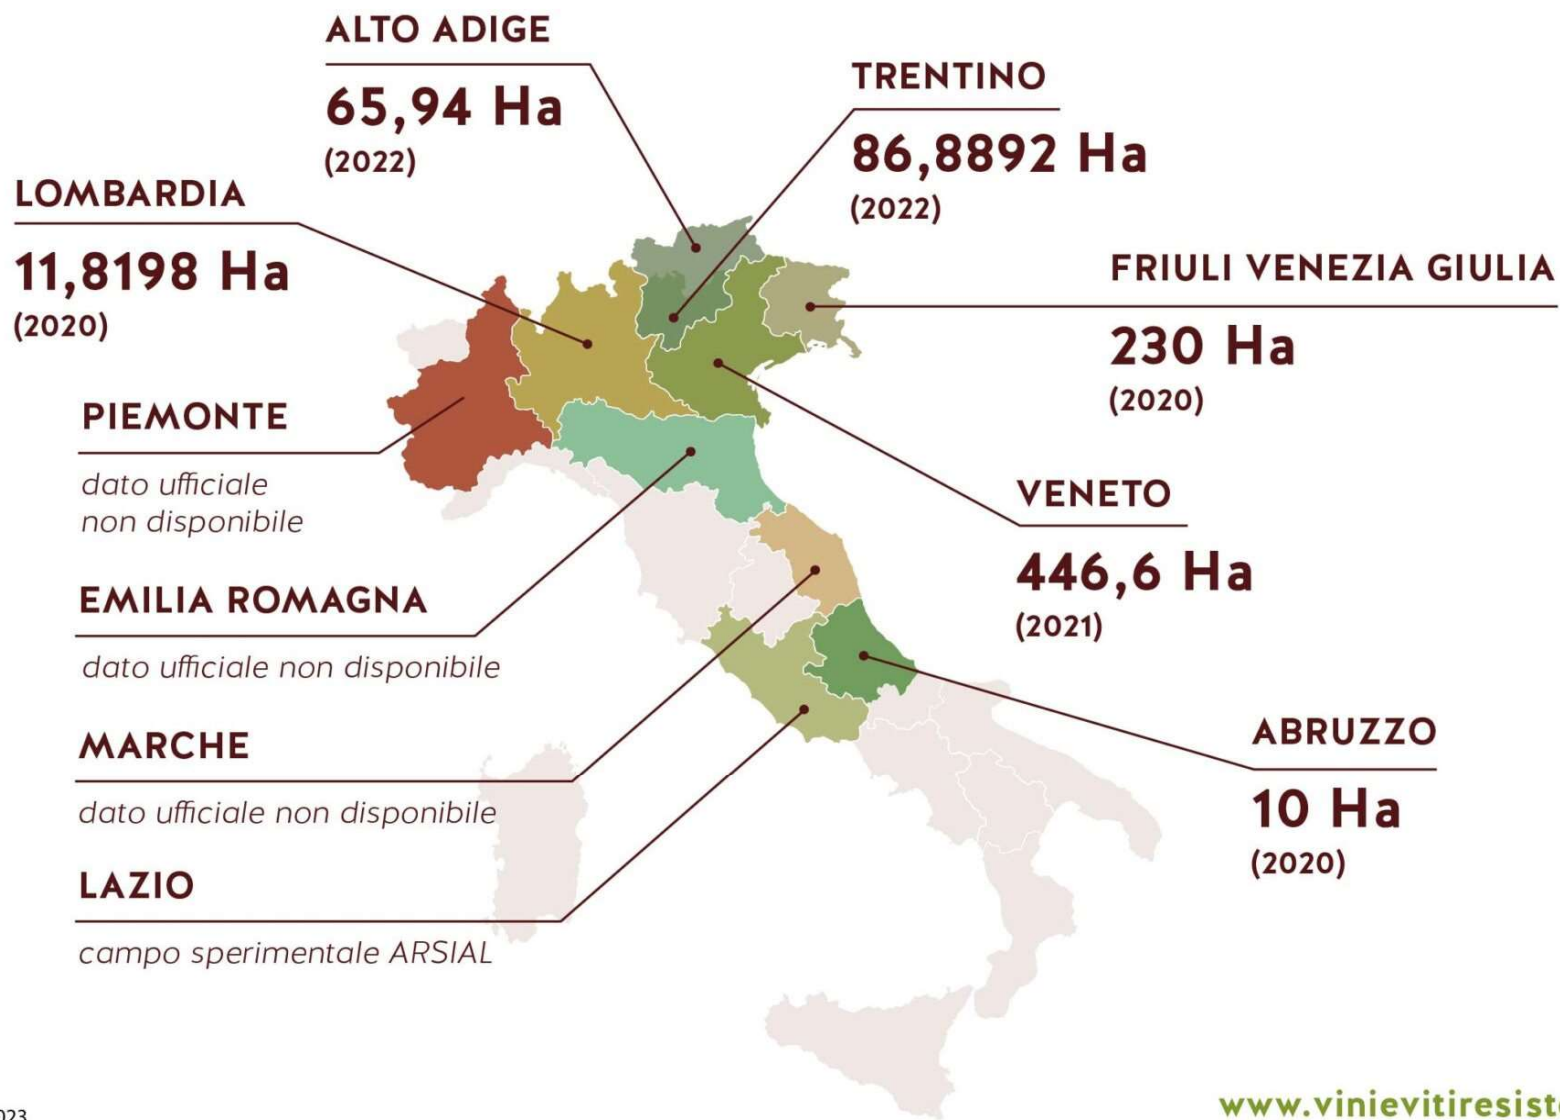 ALTO ADIGE
65,94 Ha
(2022)
TRENTINO
86,8892 Ha
(2022)
LOMBARDIA
11,8198 Ha
(2020)
FRIULI VENEZIA GIULIA
230 Ha
(2020)
PIEMONTE
dato ufficiale
non disponibile
VENETO
446,6 Ha
(2021)
EMILIA ROMAGNA
dato ufficiale non disponibile
MARCHE
dato ufficiale non disponibile
ABRUZZO
10 Ha
(2020)
LAZIO
campo sperimentale ARSIAL
www.vinievitiresist